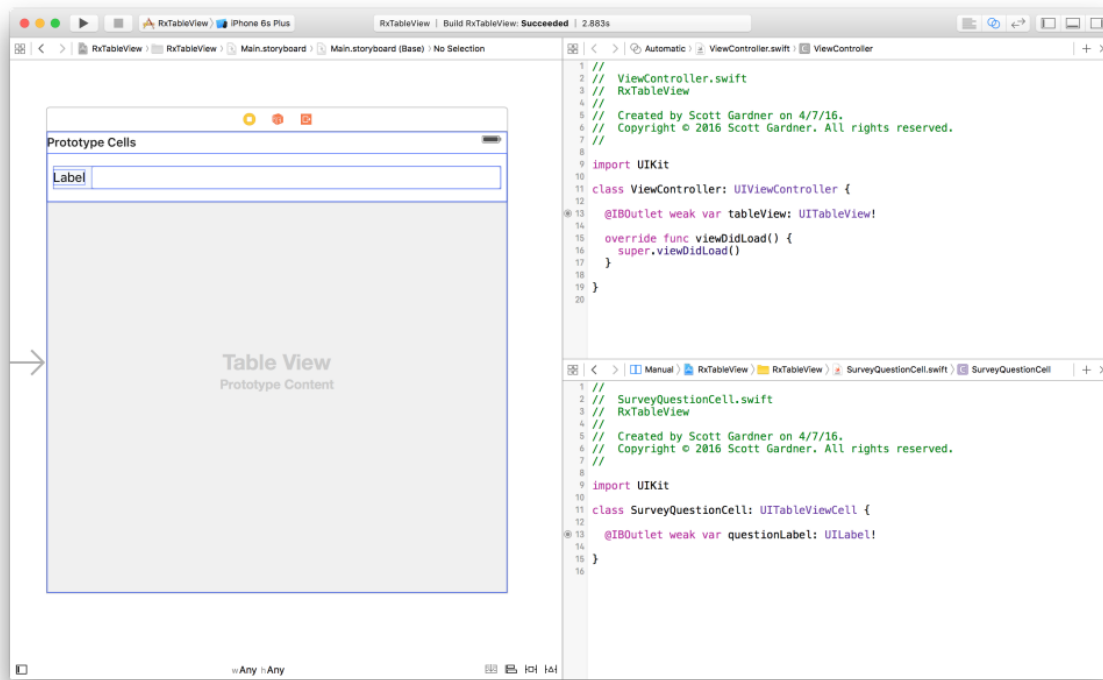 RxTableView iPhone 6s Plus
RxTableView | Build RxTableView: Succeeded | 2.883s
RxTableView RxTableView Main.storyboard Main.storyboard (Base) No Selection
Prototype Cells
Label
Table View
Prototype Content
wAny hAny
Automatic ViewController.swift C ViewController
1 //
2 //  ViewController.swift
3 //  RxTableView
4 //
5 //  Created by Scott Gardner on 4/7/16.
6 //  Copyright © 2016 Scott Gardner. All rights reserved.
7 //
8
9 import UIKit
10
11 class ViewController: UIViewController {
12
13   @IBOutlet weak var tableView: UITableView!
14
15   override func viewDidLoad() {
16     super.viewDidLoad()
17   }
18
19 }
20
Manual RxTableView RxTableView SurveyQuestionCell.swift C SurveyQuestionCell
1 //
2 //  SurveyQuestionCell.swift
3 //  RxTableView
4 //
5 //  Created by Scott Gardner on 4/7/16.
6 //  Copyright © 2016 Scott Gardner. All rights reserved.
7 //
8
9 import UIKit
10
11 class SurveyQuestionCell: UITableViewCell {
12
13   @IBOutlet weak var questionLabel: UILabel!
14
15 }
16